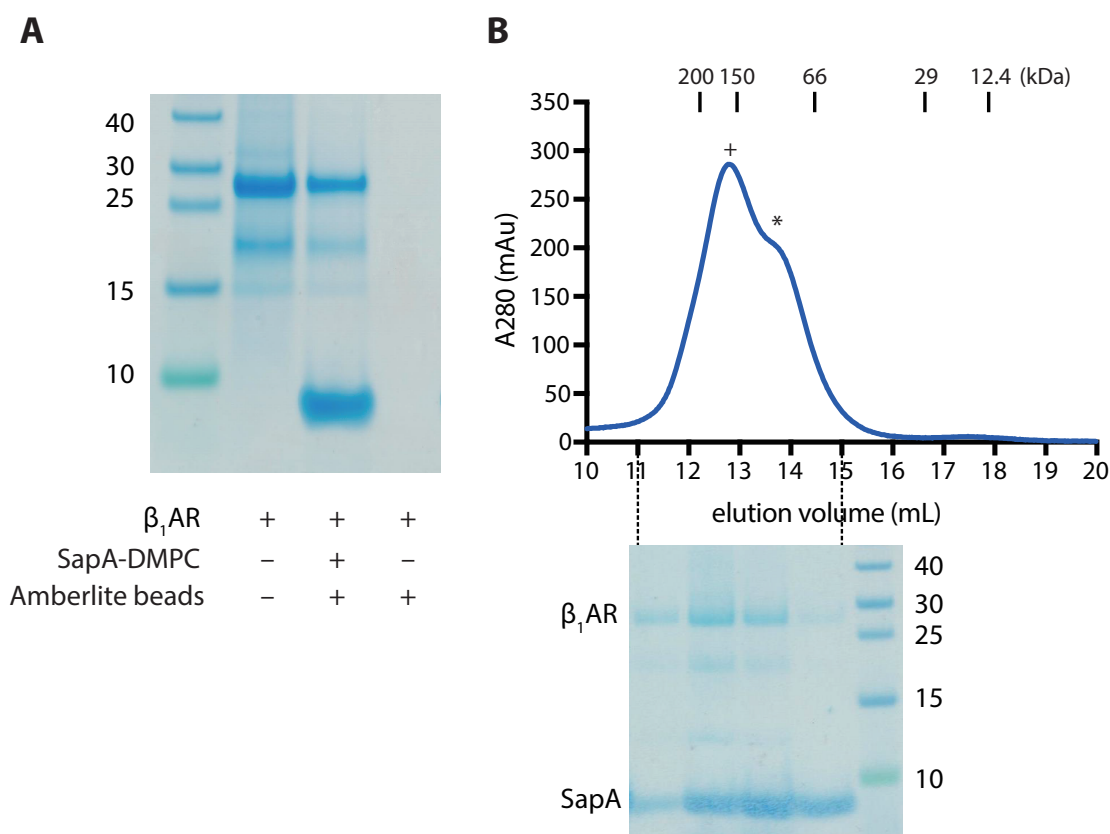 A
40
30
25
15
10
β₁AR + + +
SapA-DMPC – + –
Amberlite beads – + +
B
200 150 66 29 12.4 (kDa)
350
300
250
200
150
100
50
0
A280 (mAu)
+
*
10 11 12 13 14 15 16 17 18 19 20
elution volume (mL)
β₁AR
SapA
40
30
25
15
10